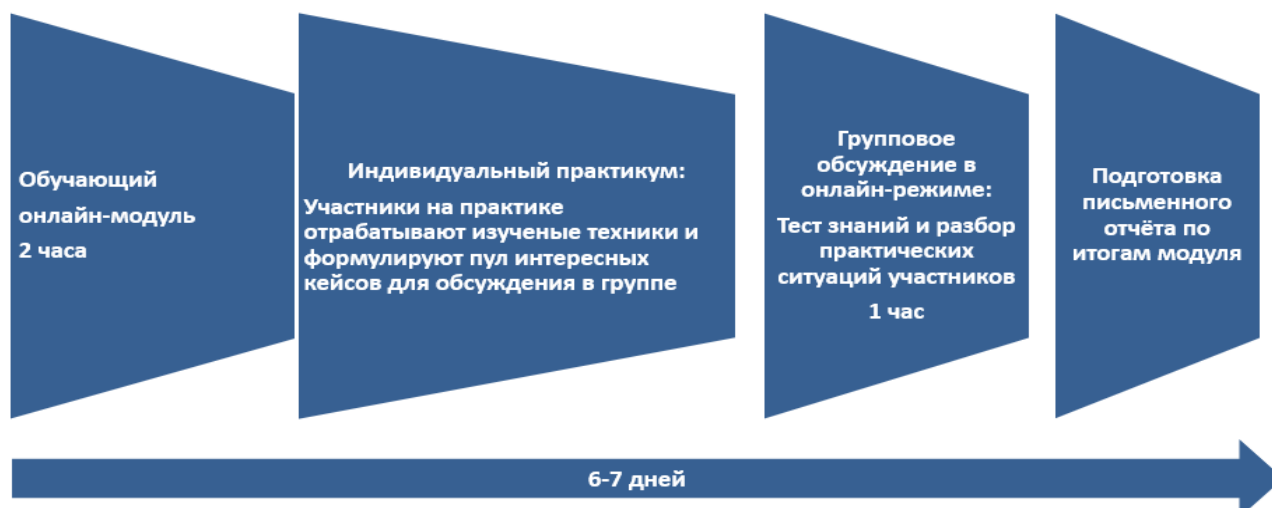 Обучающий
онлайн-модуль
2 часа
Индивидуальный практикум:
Участники на практике
отрабатывают изученые техники и
формулируют пул интересных
кейсов для обсуждения в группе
Групповое
обсуждение в
онлайн-режиме:
Тест знаний и разбор
практических
ситуаций участников
1 час
Подготовка
письменного
отчёта по
итогам модуля
6-7 дней